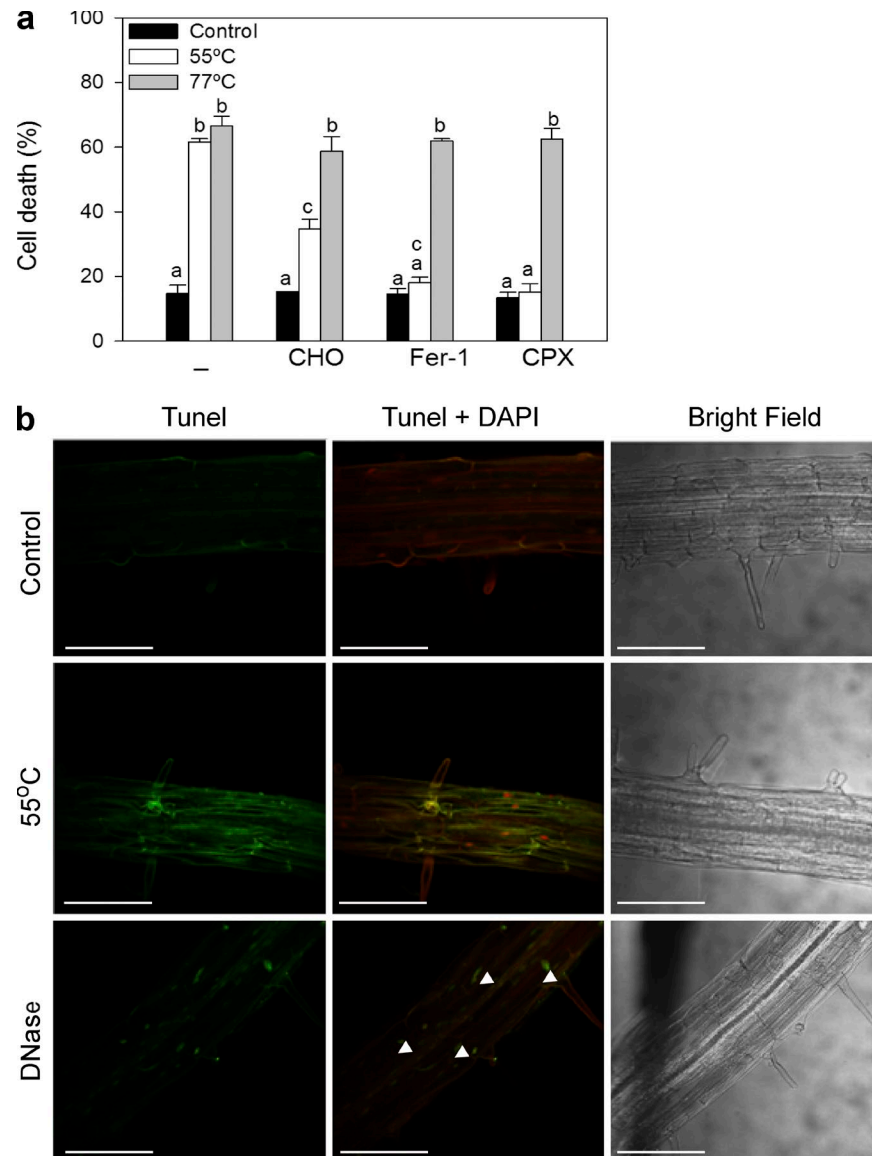 a
100
80
60
40
20
0
Cell death (%)
Control
55ºC
77ºC
a b b
a c b
a c a b
a a b
_ CHO Fer-1 CPX
b
Tunel Tunel + DAPI Bright Field
Control
55ºC
DNase